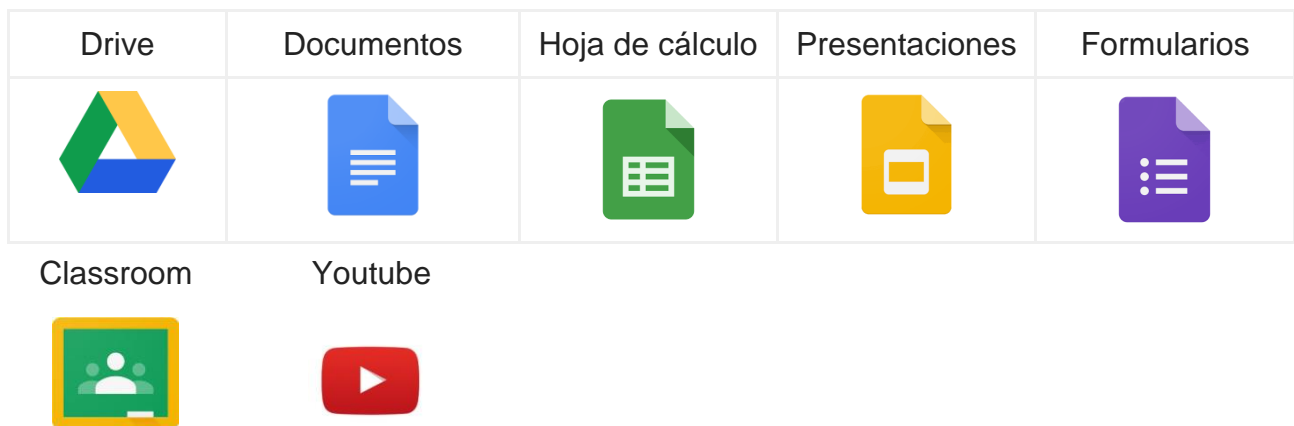 Drive Documentos Hoja de cálculo Presentaciones Formularios
Classroom Youtube